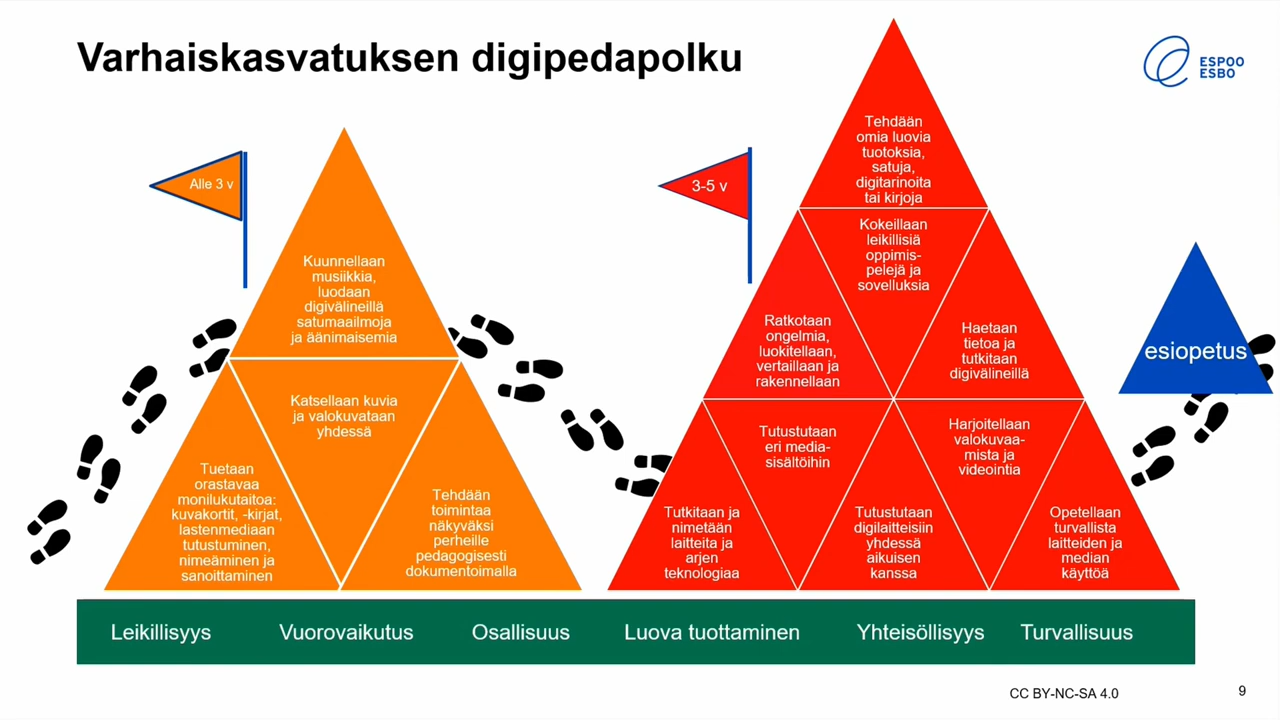 Varhaiskasvatuksen digipedapolku
ESPOO
ESBO
Alle 3 v
Kuunnellaan
musiikkia,
luodaan
digivälineillä
satumaailmoja
ja äänimaisemia
Katsellaan kuvia
ja valokuvataan
yhdessä
Tuetaan
orastavaa
monilukutaitoa:
kuvakortit, -kirjat,
lastenmediaan
tutustuminen,
nimeäminen ja
sanoittaminen
Tehdään
toimintaa
näkyväksi
perheille
pedagogisesti
dokumentoimalla
3-5 v
Tehdään
omia luovia
tuotoksia,
satuja,
digitarinoita
tai kirjoja
Kokeillaan
leikillisiä
oppimis-
pelejä ja
sovelluksia
Ratkotaan
ongelmia,
luokitellaan,
vertaillaan ja
rakennellaan
Haetaan
tietoa ja
tutkitaan
digivälineillä
Tutustutaan
eri media-
sisältöihin
Harjoitellaan
valokuvaa-
mista ja
videointia
Tutkitaan ja
nimetään
laitteita ja
arjen
teknologiaa
Tutustutaan
digilaitteisiin
yhdessä
aikuisen
kanssa
Opetellaan
turvallista
laitteiden ja
median
käyttöä
esiopetus
Leikillisyys
Vuorovaikutus
Osallisuus
Luova tuottaminen
Yhteisöllisyys
Turvallisuus
CC BY-NC-SA 4.0
9